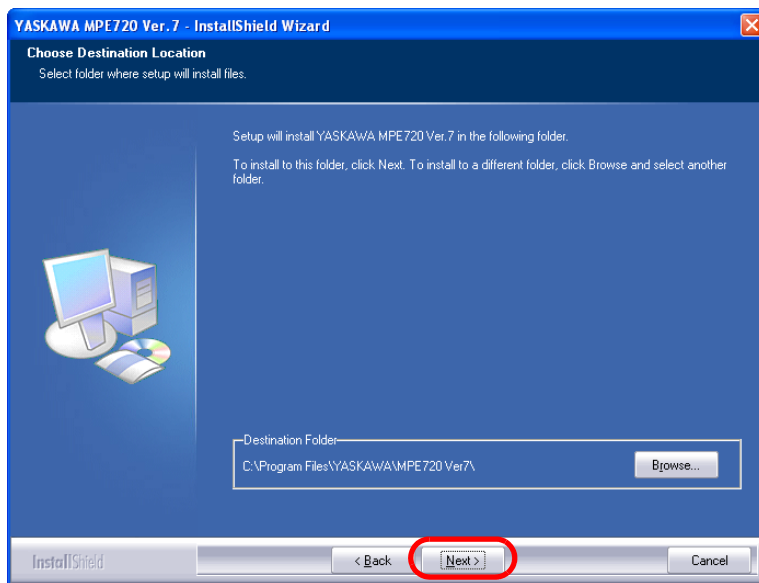 YASKAWA MPE720 Ver.7 - InstallShield Wizard
Choose Destination Location
Select folder where setup will install files.
Setup will install YASKAWA MPE720 Ver.7 in the following folder.
To install to this folder, click Next. To install to a different folder, click Browse and select another
folder.
Destination Folder
C:\Program Files\YASKAWA\MPE720 Ver7\
Browse...
InstallShield
< Back
Next >
Cancel